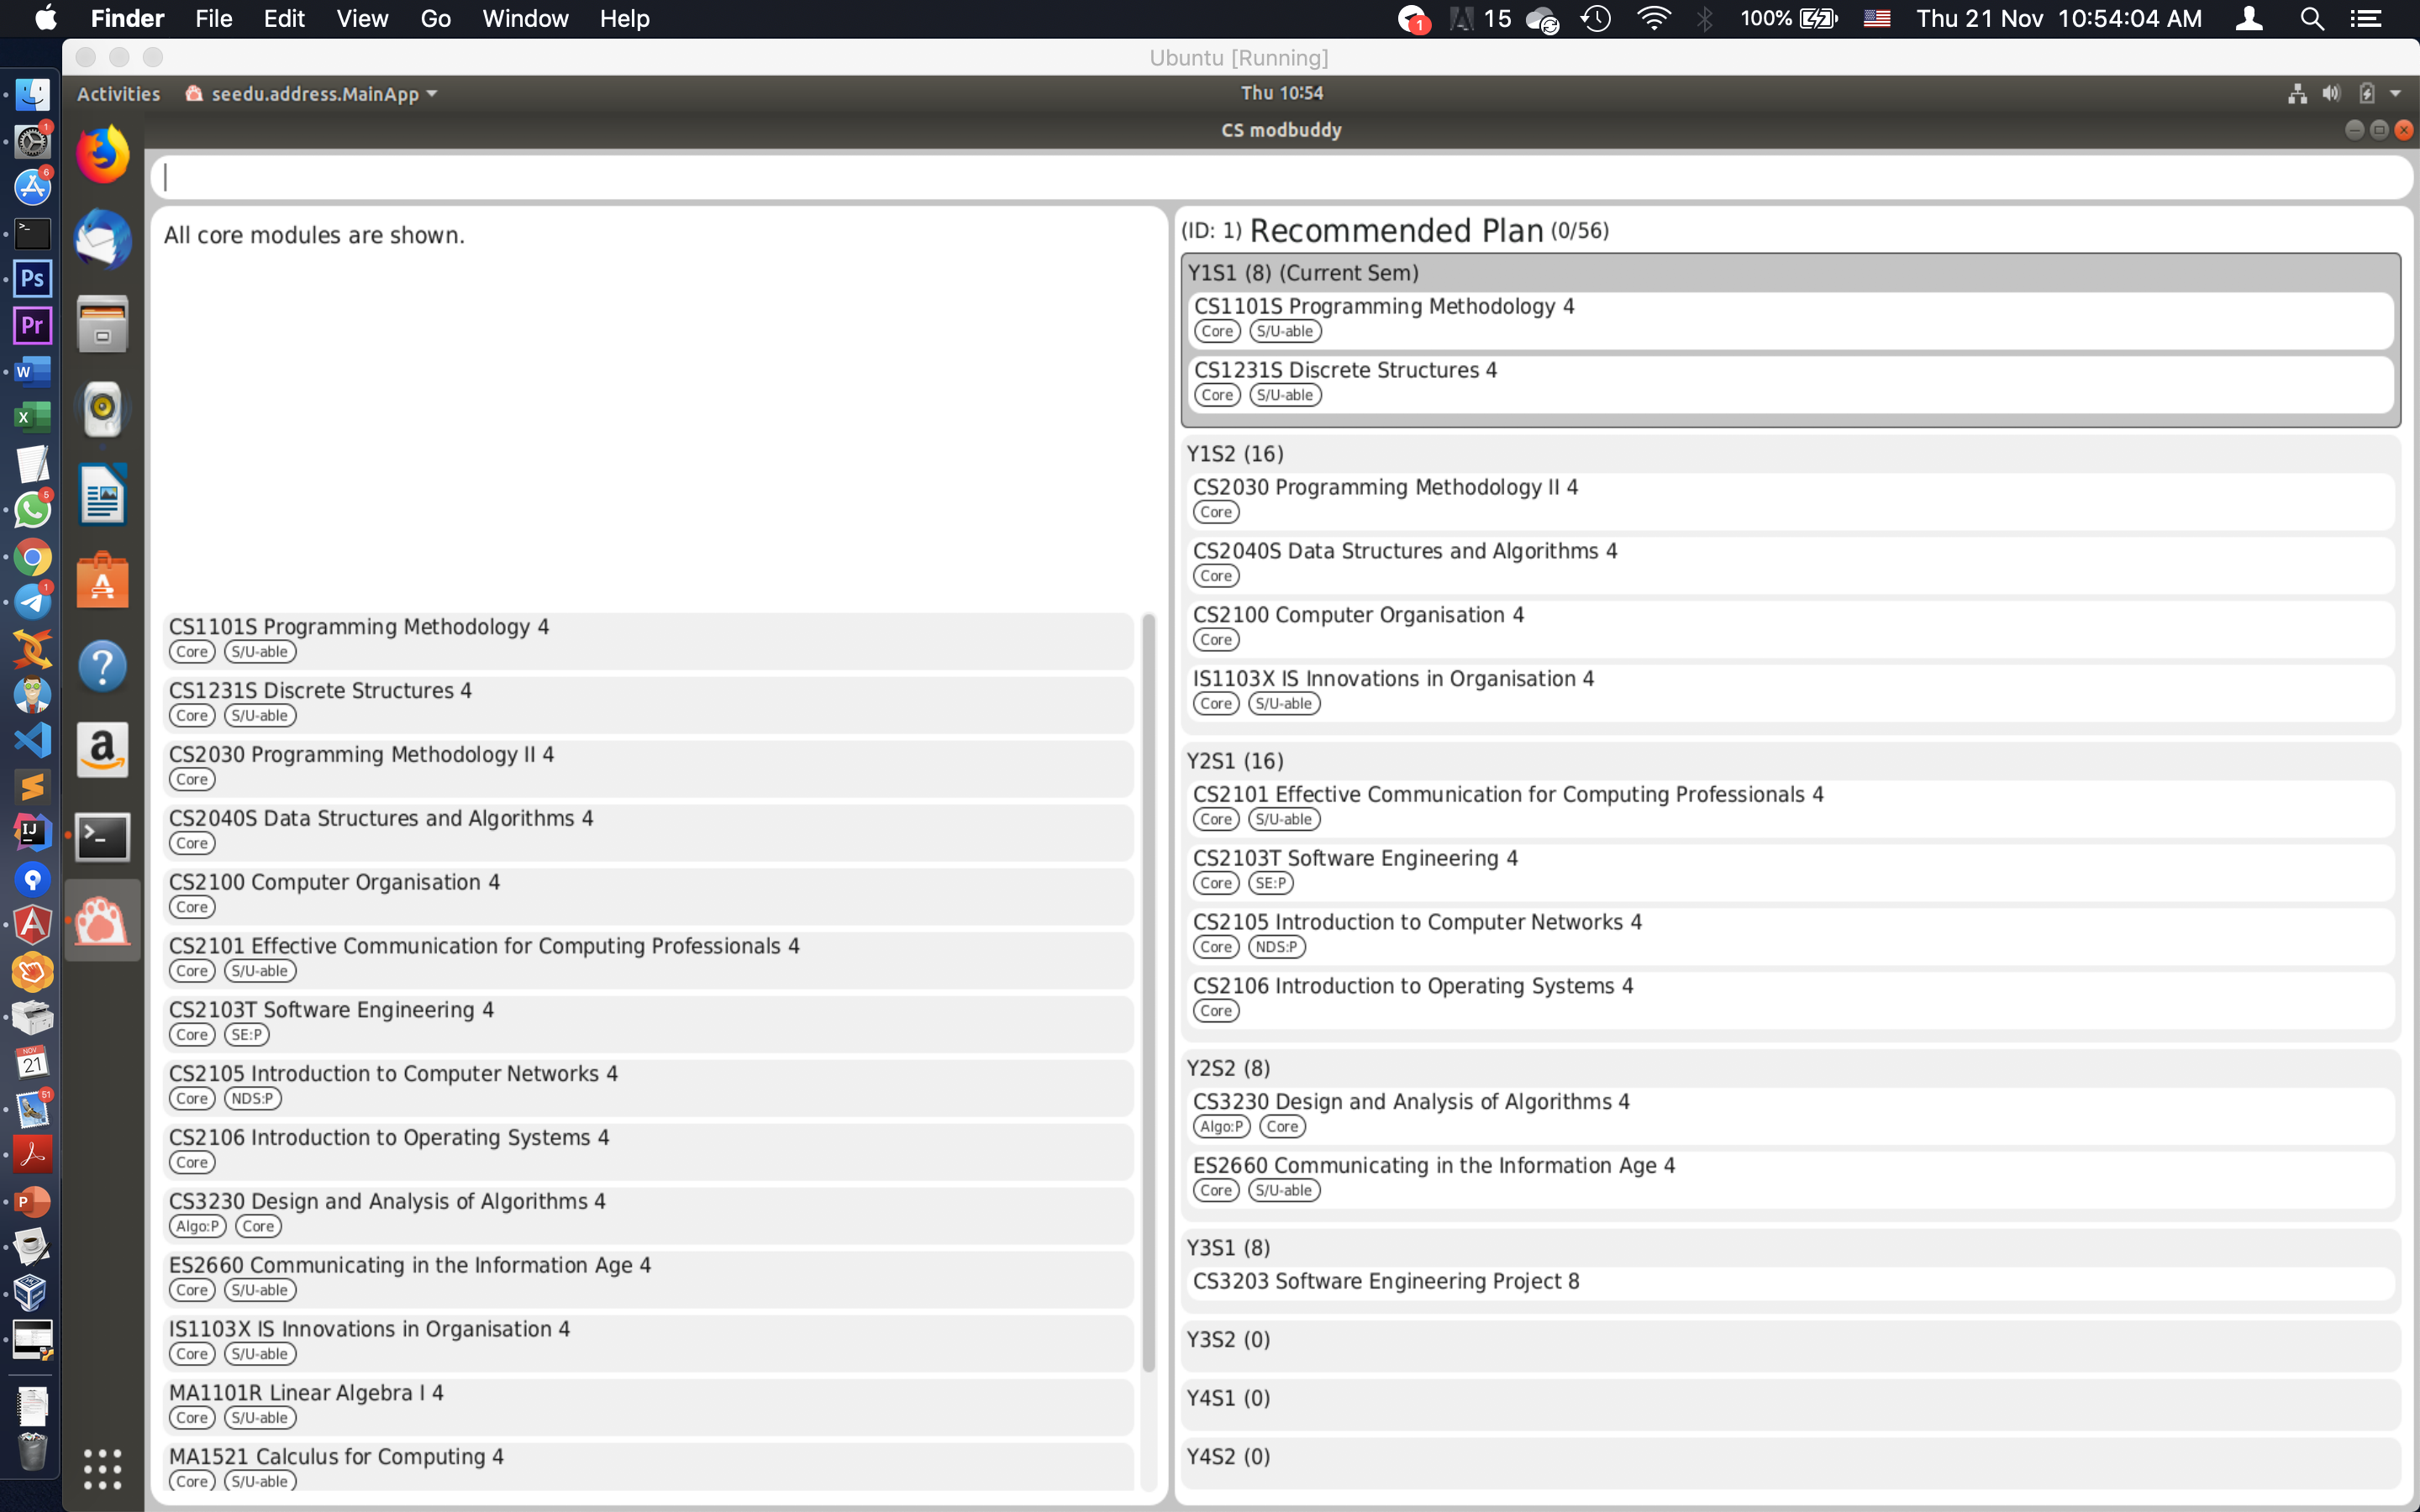 Finder File Edit View Go Window Help 1 15 100% Thu 21 Nov 10:54:04 AM
Ubuntu [Running]
Activities seedu.address.MainApp Thu 10:54
CS modbuddy
All core modules are shown.
CS1101S Programming Methodology 4
Core S/U-able
CS1231S Discrete Structures 4
Core S/U-able
CS2030 Programming Methodology II 4
Core
CS2040S Data Structures and Algorithms 4
Core
CS2100 Computer Organisation 4
Core
CS2101 Effective Communication for Computing Professionals 4
Core S/U-able
CS2103T Software Engineering 4
Core SE:P
CS2105 Introduction to Computer Networks 4
Core NDS:P
CS2106 Introduction to Operating Systems 4
Core
CS3230 Design and Analysis of Algorithms 4
Algo:P Core
ES2660 Communicating in the Information Age 4
Core S/U-able
IS1103X IS Innovations in Organisation 4
Core S/U-able
MA1101R Linear Algebra I 4
Core S/U-able
MA1521 Calculus for Computing 4
Core S/U-able
(ID: 1) Recommended Plan (0/56)
Y1S1 (8) (Current Sem)
CS1101S Programming Methodology 4
Core S/U-able
CS1231S Discrete Structures 4
Core S/U-able
Y1S2 (16)
CS2030 Programming Methodology II 4
Core
CS2040S Data Structures and Algorithms 4
Core
CS2100 Computer Organisation 4
Core
IS1103X IS Innovations in Organisation 4
Core S/U-able
Y2S1 (16)
CS2101 Effective Communication for Computing Professionals 4
Core S/U-able
CS2103T Software Engineering 4
Core SE:P
CS2105 Introduction to Computer Networks 4
Core NDS:P
CS2106 Introduction to Operating Systems 4
Core
Y2S2 (8)
CS3230 Design and Analysis of Algorithms 4
Algo:P Core
ES2660 Communicating in the Information Age 4
Core S/U-able
Y3S1 (8)
CS3203 Software Engineering Project 8
Y3S2 (0)
Y4S1 (0)
Y4S2 (0)
1
6
Ps
Pr
W
X
5
1
IJ
NOV
21
51
P
a